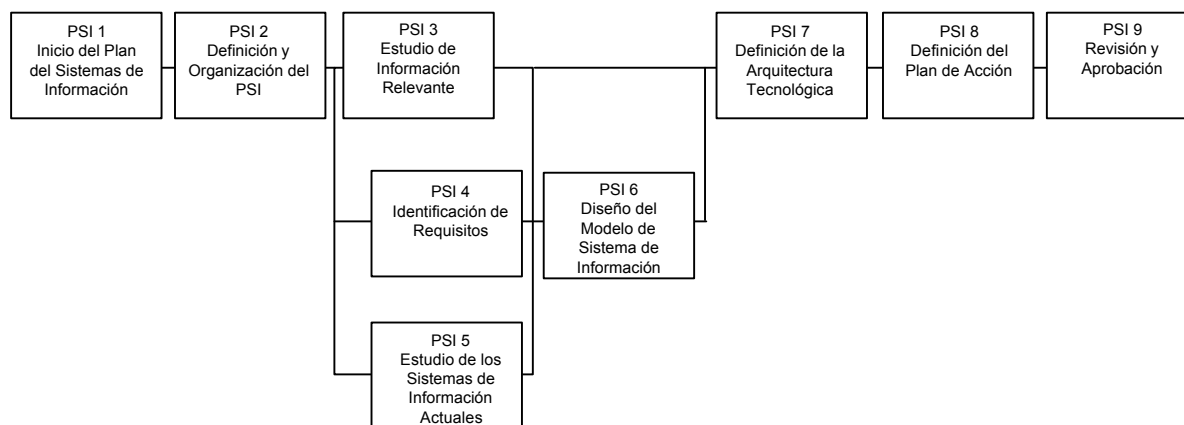 PSI 1
Inicio del Plan
del Sistemas de
Información
PSI 2
Definición y
Organización del
PSI
PSI 3
Estudio de
Información
Relevante
PSI 7
Definición de la
Arquitectura
Tecnológica
PSI 8
Definición del
Plan de Acción
PSI 9
Revisión y
Aprobación
PSI 4
Identificación de
Requisitos
PSI 6
Diseño del
Modelo de
Sistema de
Información
PSI 5
Estudio de los
Sistemas de
Información
Actuales